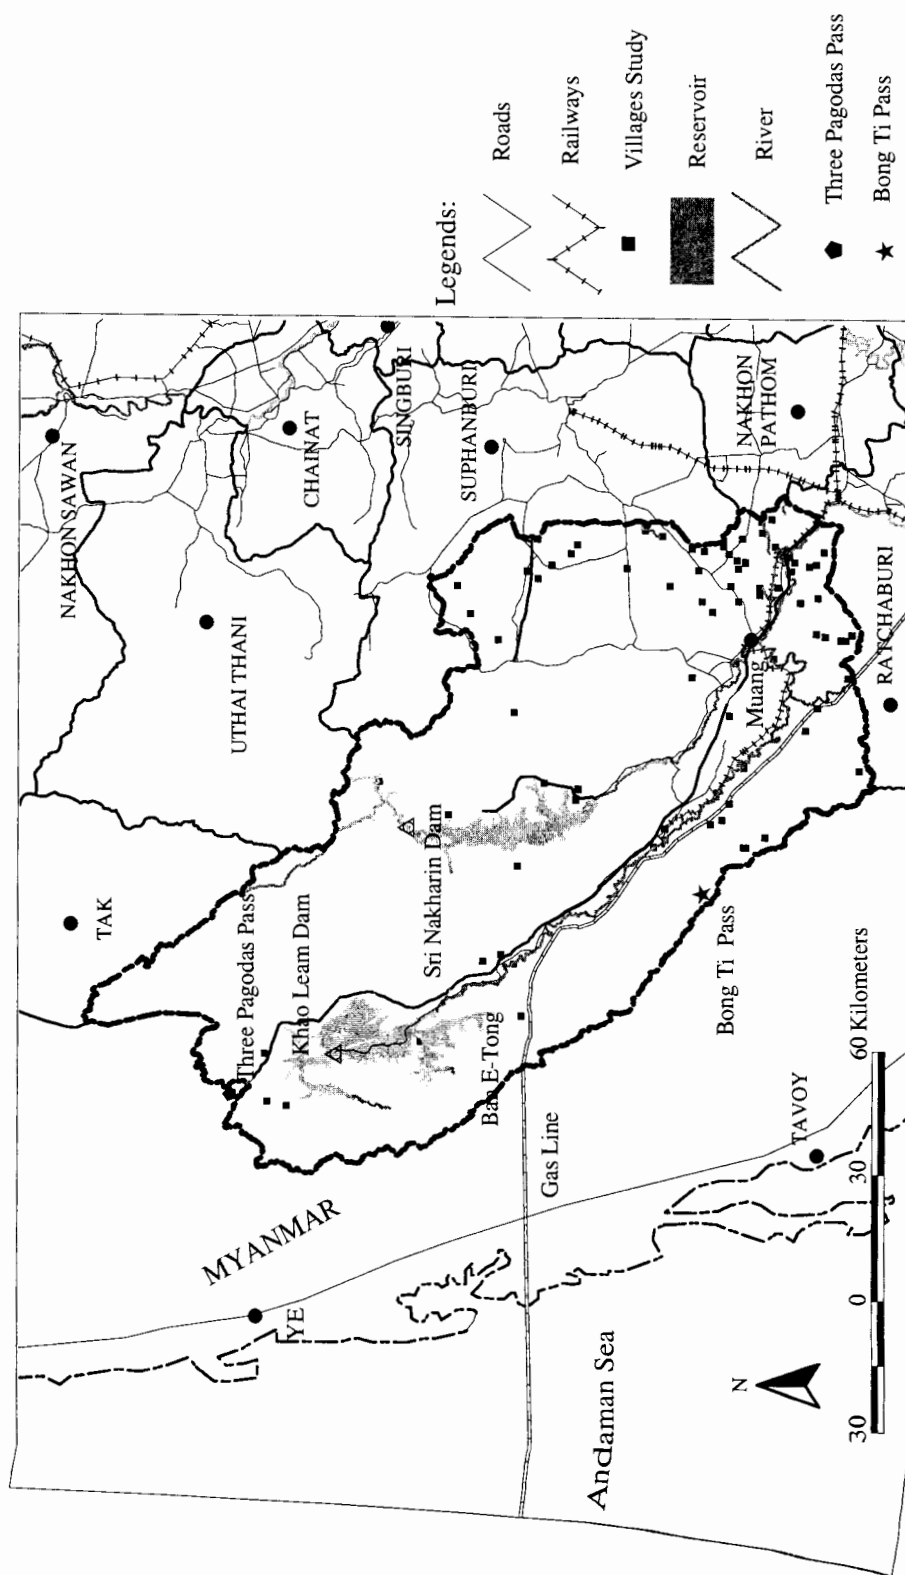 NAKHON SAWAN
TAK
UTHAI THANI
CHAINAT
Three Pagodas Pass
Khao Leam Dam
SINGBURI
MYANMAR
YE
Sri Nakharin Dam
SUPHANBURI
Ban E-Tong
Gas Line
Andaman Sea
NAKHON
PATHOM
Muang
Bong Ti Pass
TAVOY
RATCHABURI
N
30 0 30 60 Kilometers
Legends:
Roads
Railways
Villages Study
Reservoir
River
Three Pagodas Pass
Bong Ti Pass